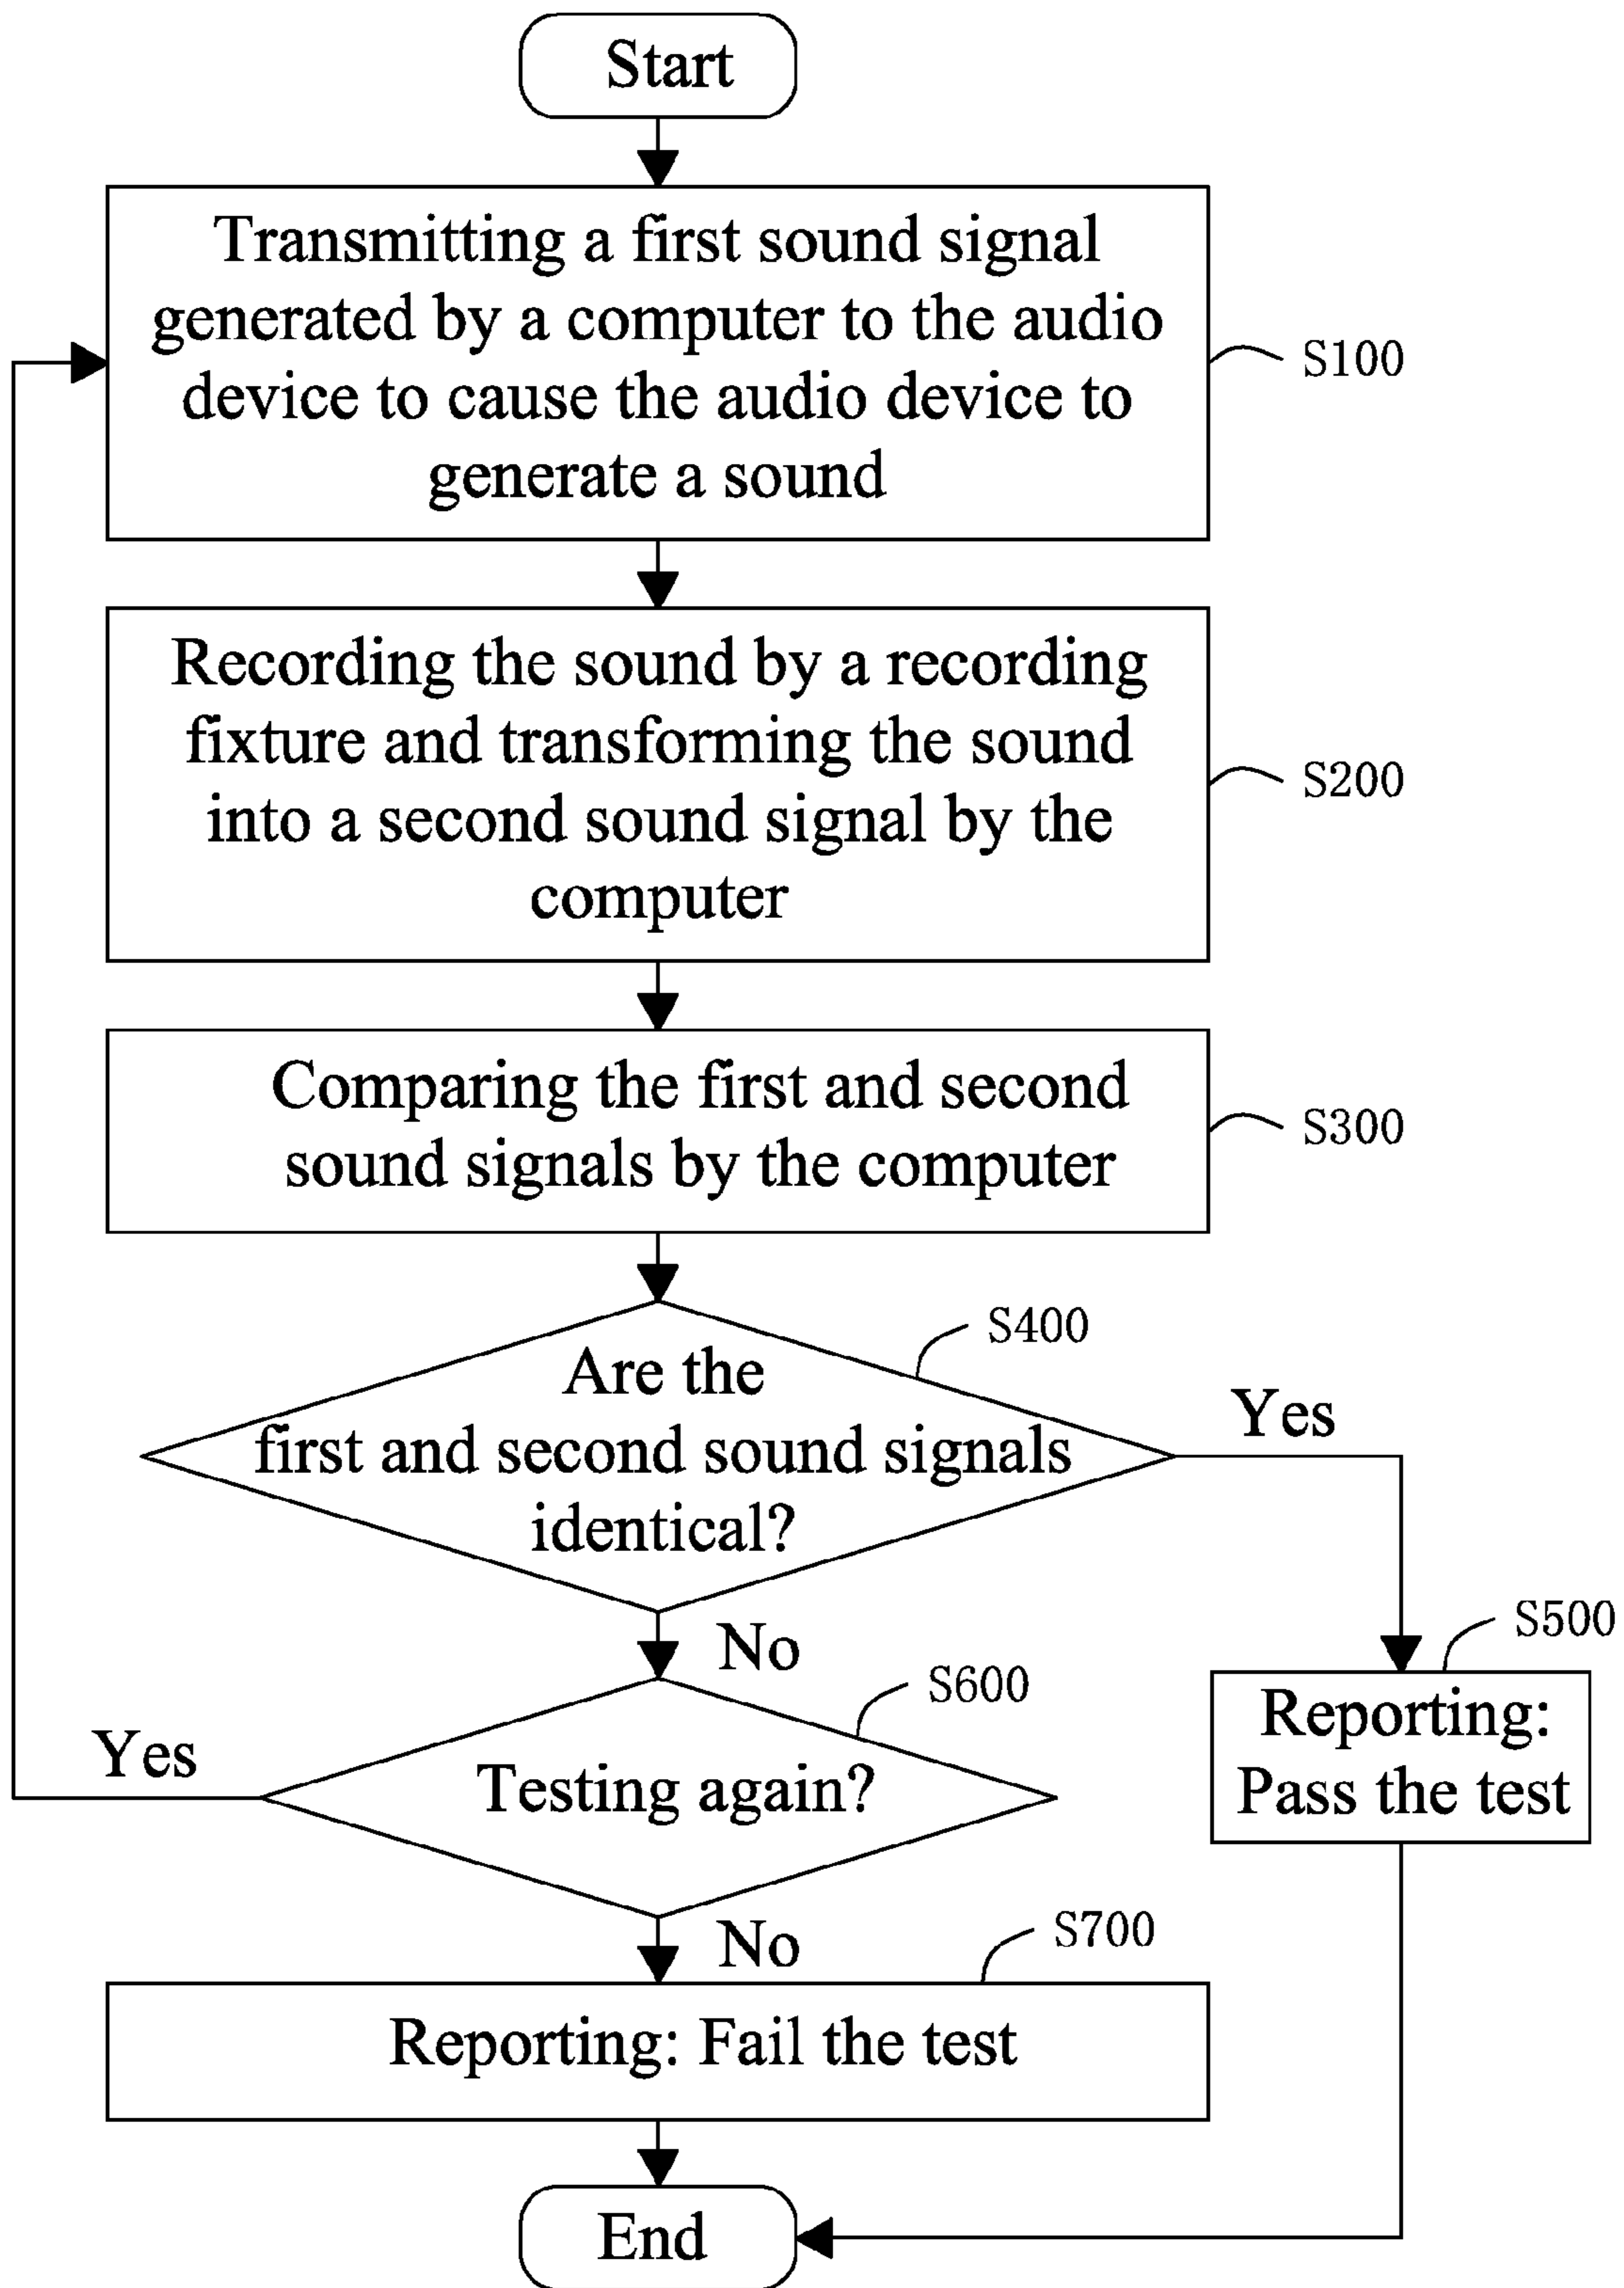 Start
Transmitting a first sound signal
generated by a computer to the audio
device to cause the audio device to
generate a sound
S100
Recording the sound by a recording
fixture and transforming the sound
into a second sound signal by the
computer
S200
Comparing the first and second
sound signals by the computer
S300
S400
Are the
first and second sound signals
identical?
Yes
No
S500
Reporting:
Pass the test
S600
Testing again?
Yes
No
S700
Reporting: Fail the test
End